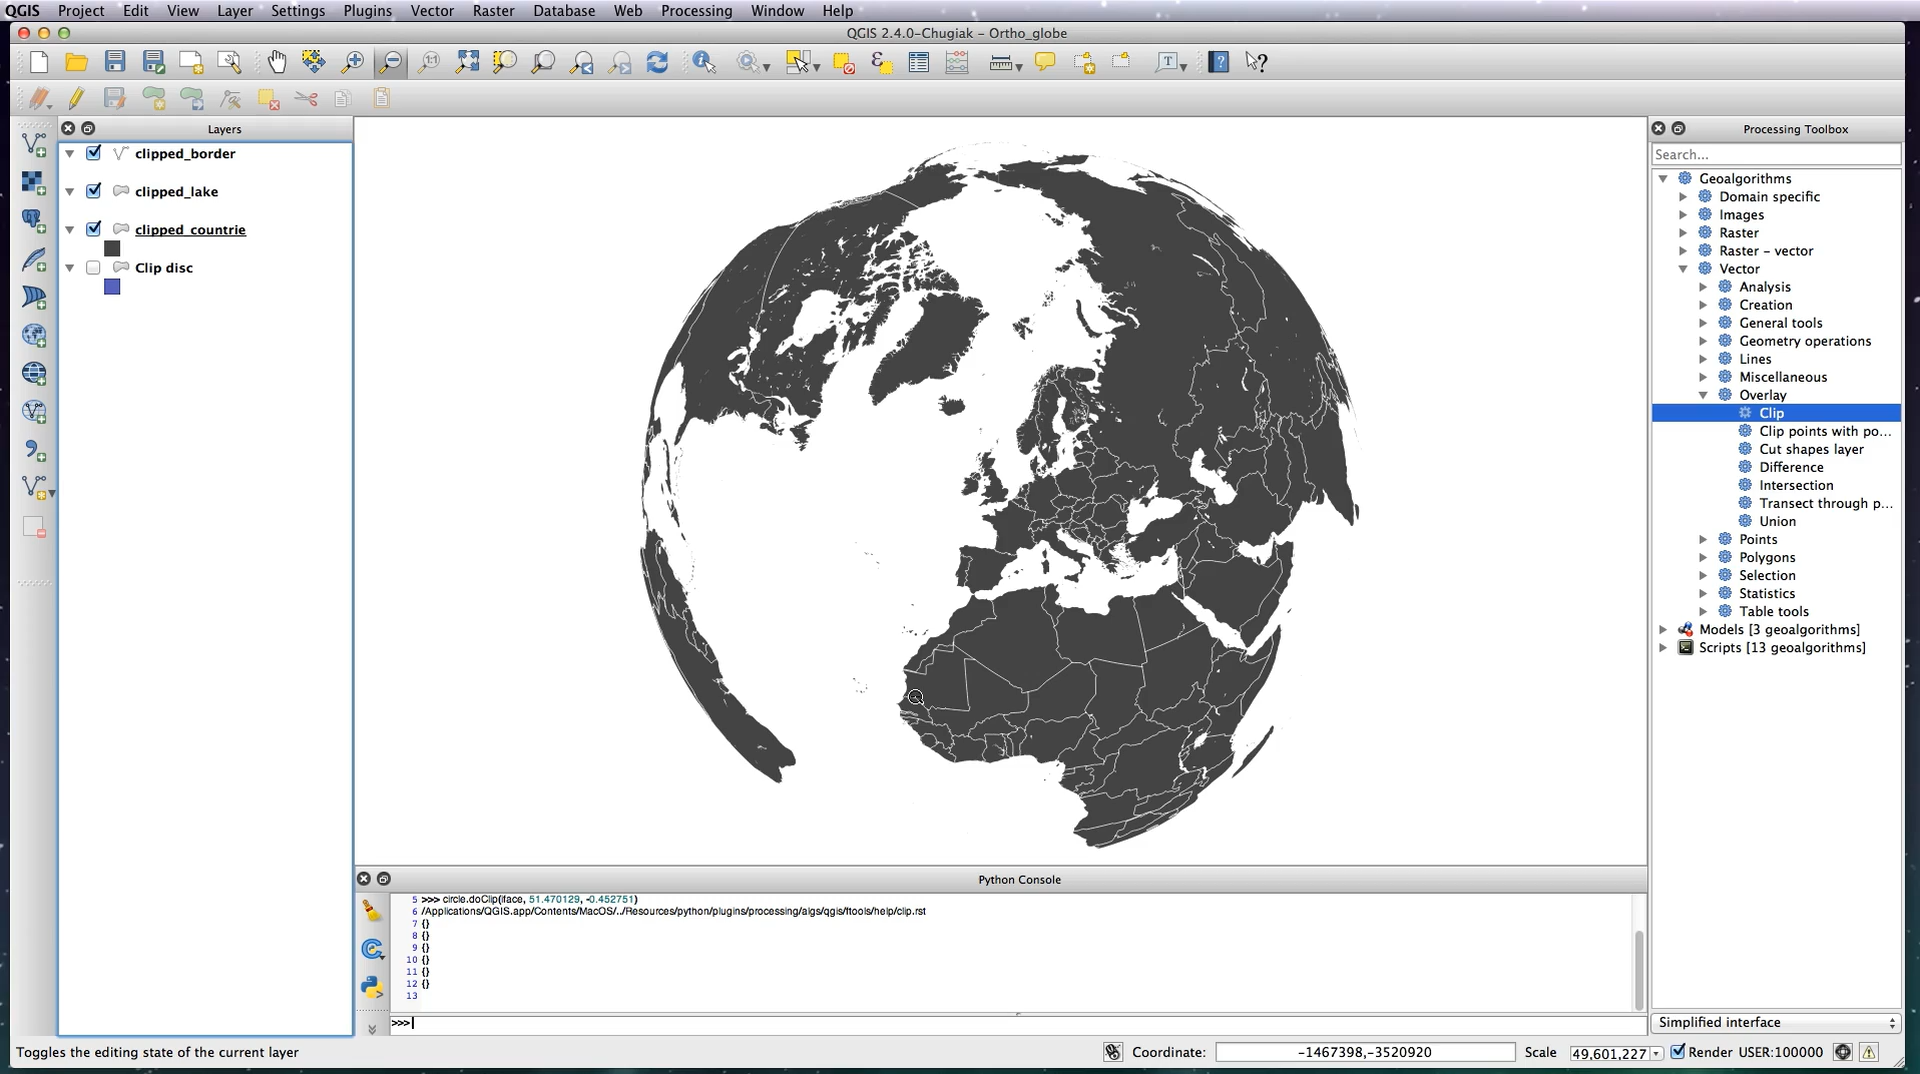 QGIS Project Edit View Layer Settings Plugins Vector Raster Database Web Processing Window Help
QGIS 2.4.0-Chugiak - Ortho_globe
Layers
clipped_border
clipped_lake
clipped_countrie
Clip disc
Processing Toolbox
Search...
Geoalgorithms
Domain specific
Images
Raster
Raster - vector
Vector
Analysis
Creation
General tools
Geometry operations
Lines
Miscellaneous
Overlay
Clip
Clip points with po...
Cut shapes layer
Difference
Intersection
Transect through p...
Union
Points
Polygons
Selection
Statistics
Table tools
Models [3 geoalgorithms]
Scripts [13 geoalgorithms]
Simplified interface
Python Console
5 >>> circle.doClip(iface, 51.470129, -0.452751)
6 /Applications/QGIS.app/Contents/MacOS/../Resources/python/plugins/processing/algs/qgis/ftools/help/clip.rst
7 {}
8 {}
9 {}
10 {}
11 {}
12 {}
13
>>>
Toggles the editing state of the current layer
Coordinate: -1467398,-3520920 Scale 49,601,227 Render USER:100000